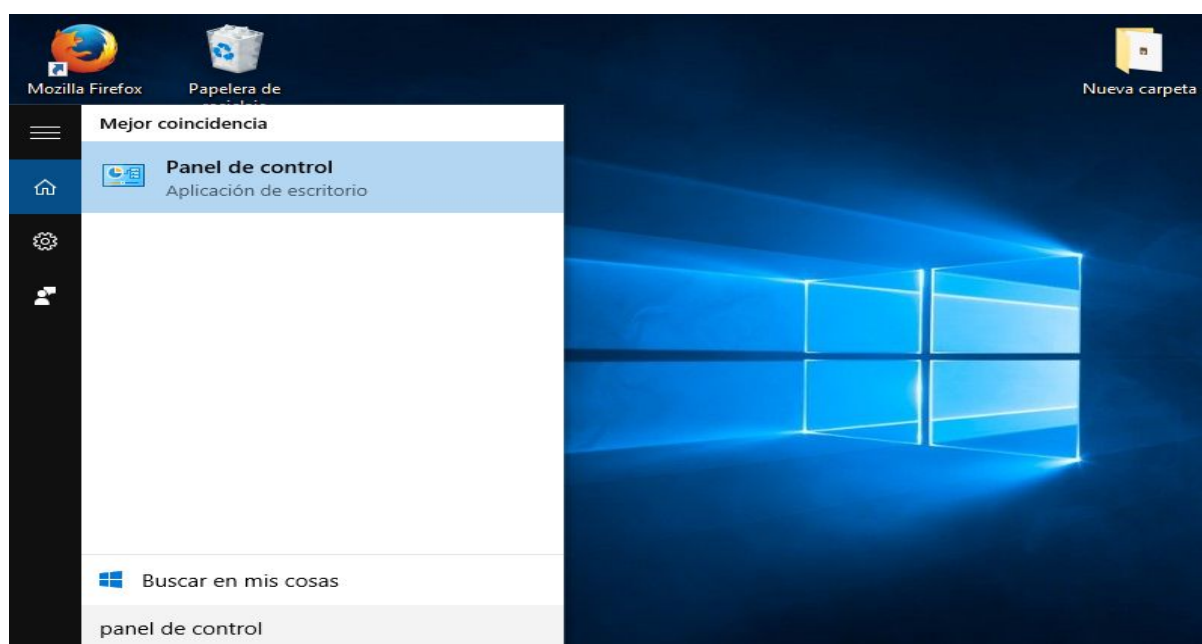 Mozilla Firefox
Papelera de
Nueva carpeta
Mejor coincidencia
Panel de control
Aplicación de escritorio
Buscar en mis cosas
panel de control